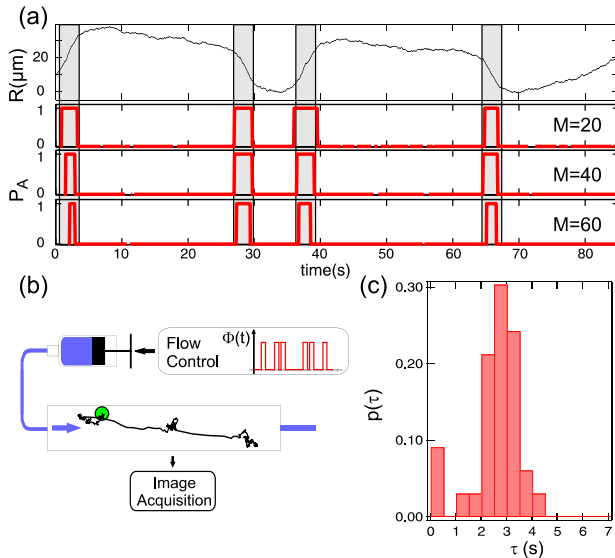 (a)
R(μm)
20
0
1
0
M=20
1
0
M=40
P_A
1
0
M=60
0 10 20 30 40 50 60 70 80
time(s)
(b)
Flow
Control
Φ(t)
Image
Acquisition
(c)
0.30
0.20
0.10
0.00
p(τ)
0 1 2 3 4 5 6 7
τ (s)